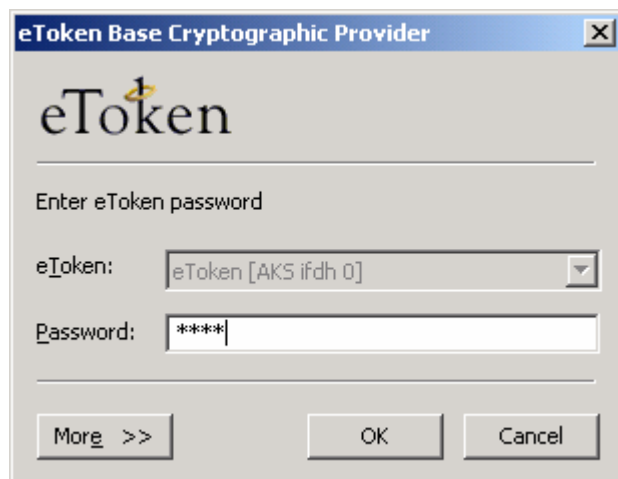 eToken Base Cryptographic Provider
eToken
Enter eToken password
eToken: eToken [AKS ifdh 0]
Password: ****
More >> OK Cancel